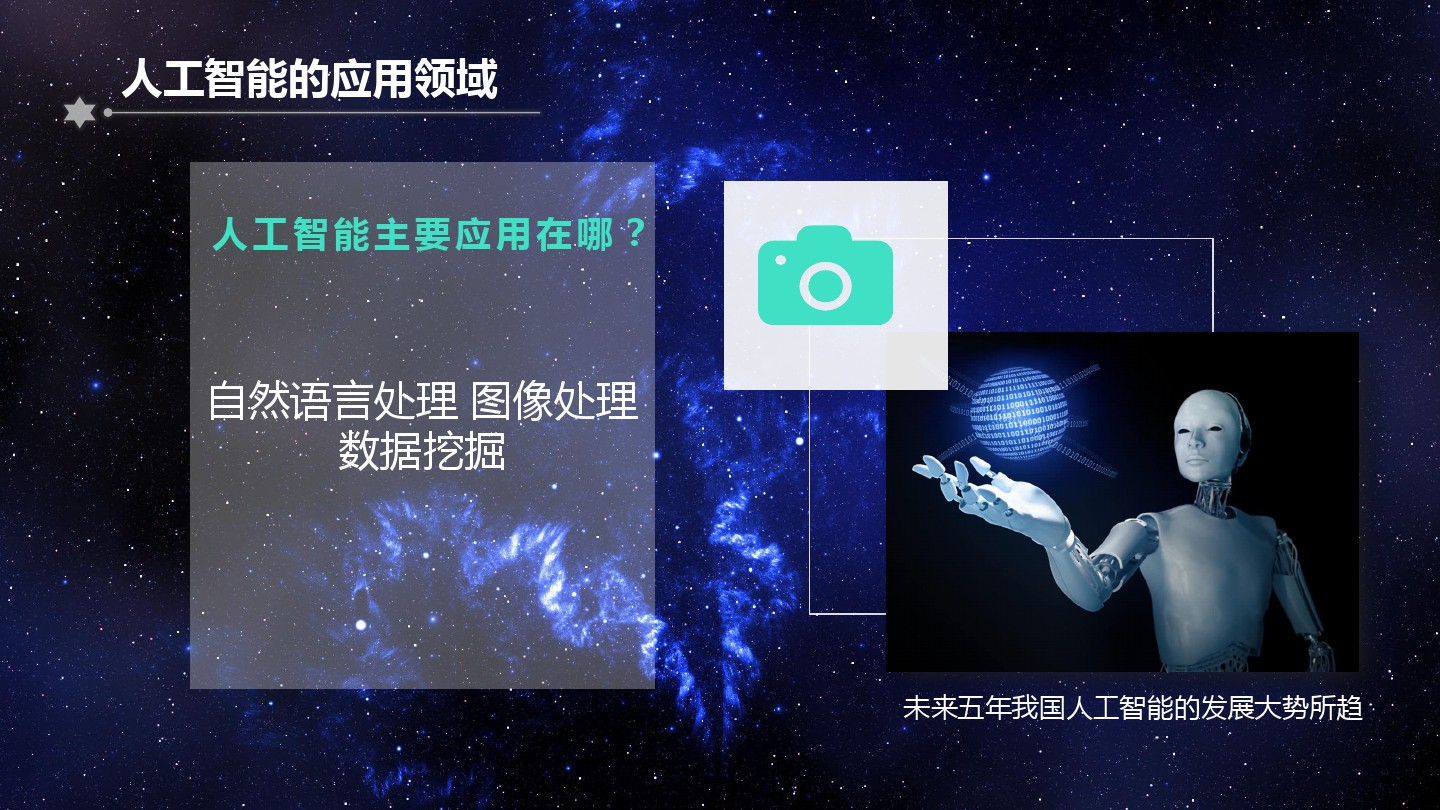 人工智能的应用领域
人工智能主要应用在哪？
自然语言处理 图像处理
数据挖掘
未来五年我国人工智能的发展大势所趋